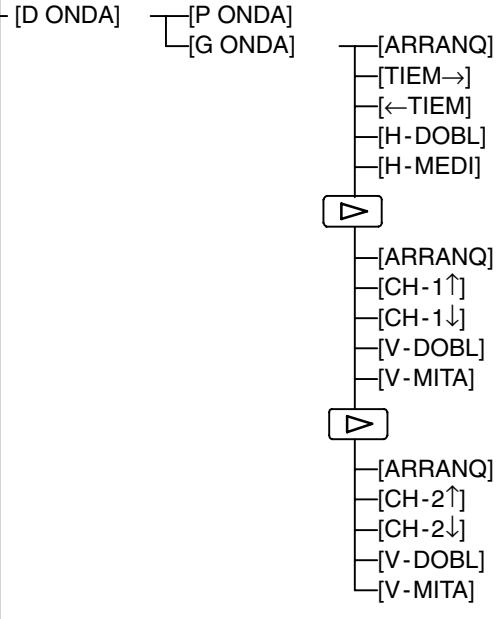 [D ONDA] [P ONDA]
[G ONDA] [ARRANQ]
[TIEM→]
[←TIEM]
[H-DOBL]
[H-MEDI]
[ARRANQ]
[CH-1↑]
[CH-1↓]
[V-DOBL]
[V-MITA]
[ARRANQ]
[CH-2↑]
[CH-2↓]
[V-DOBL]
[V-MITA]